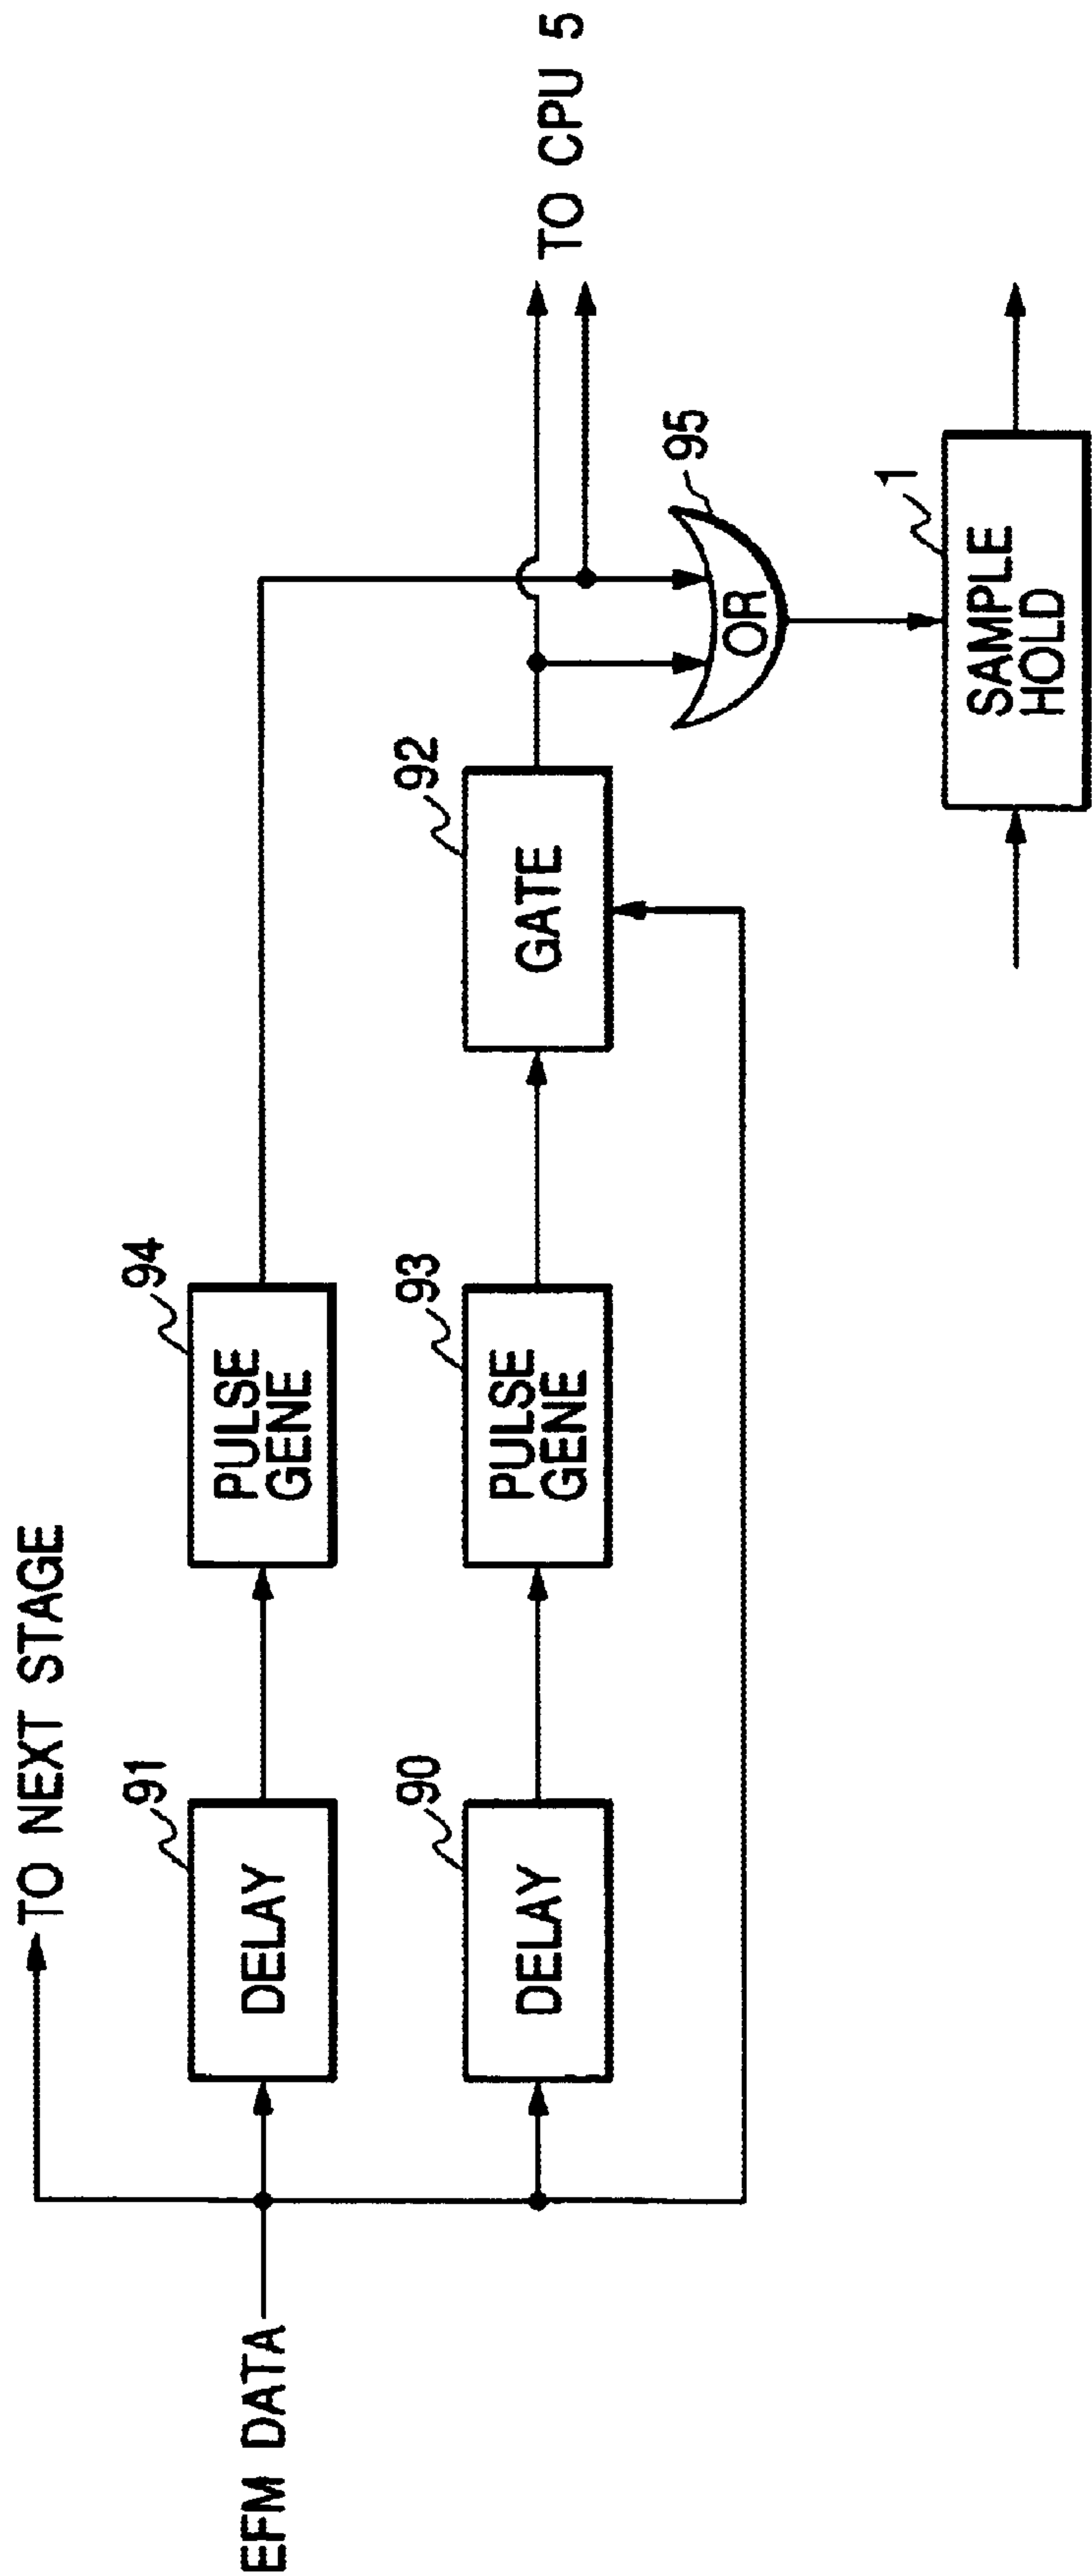 TO NEXT STAGE
EFM DATA
91
DELAY
94
PULSE
GENE
90
DELAY
93
PULSE
GENE
92
GATE
TO CPU 5
95
OR
1
SAMPLE
HOLD